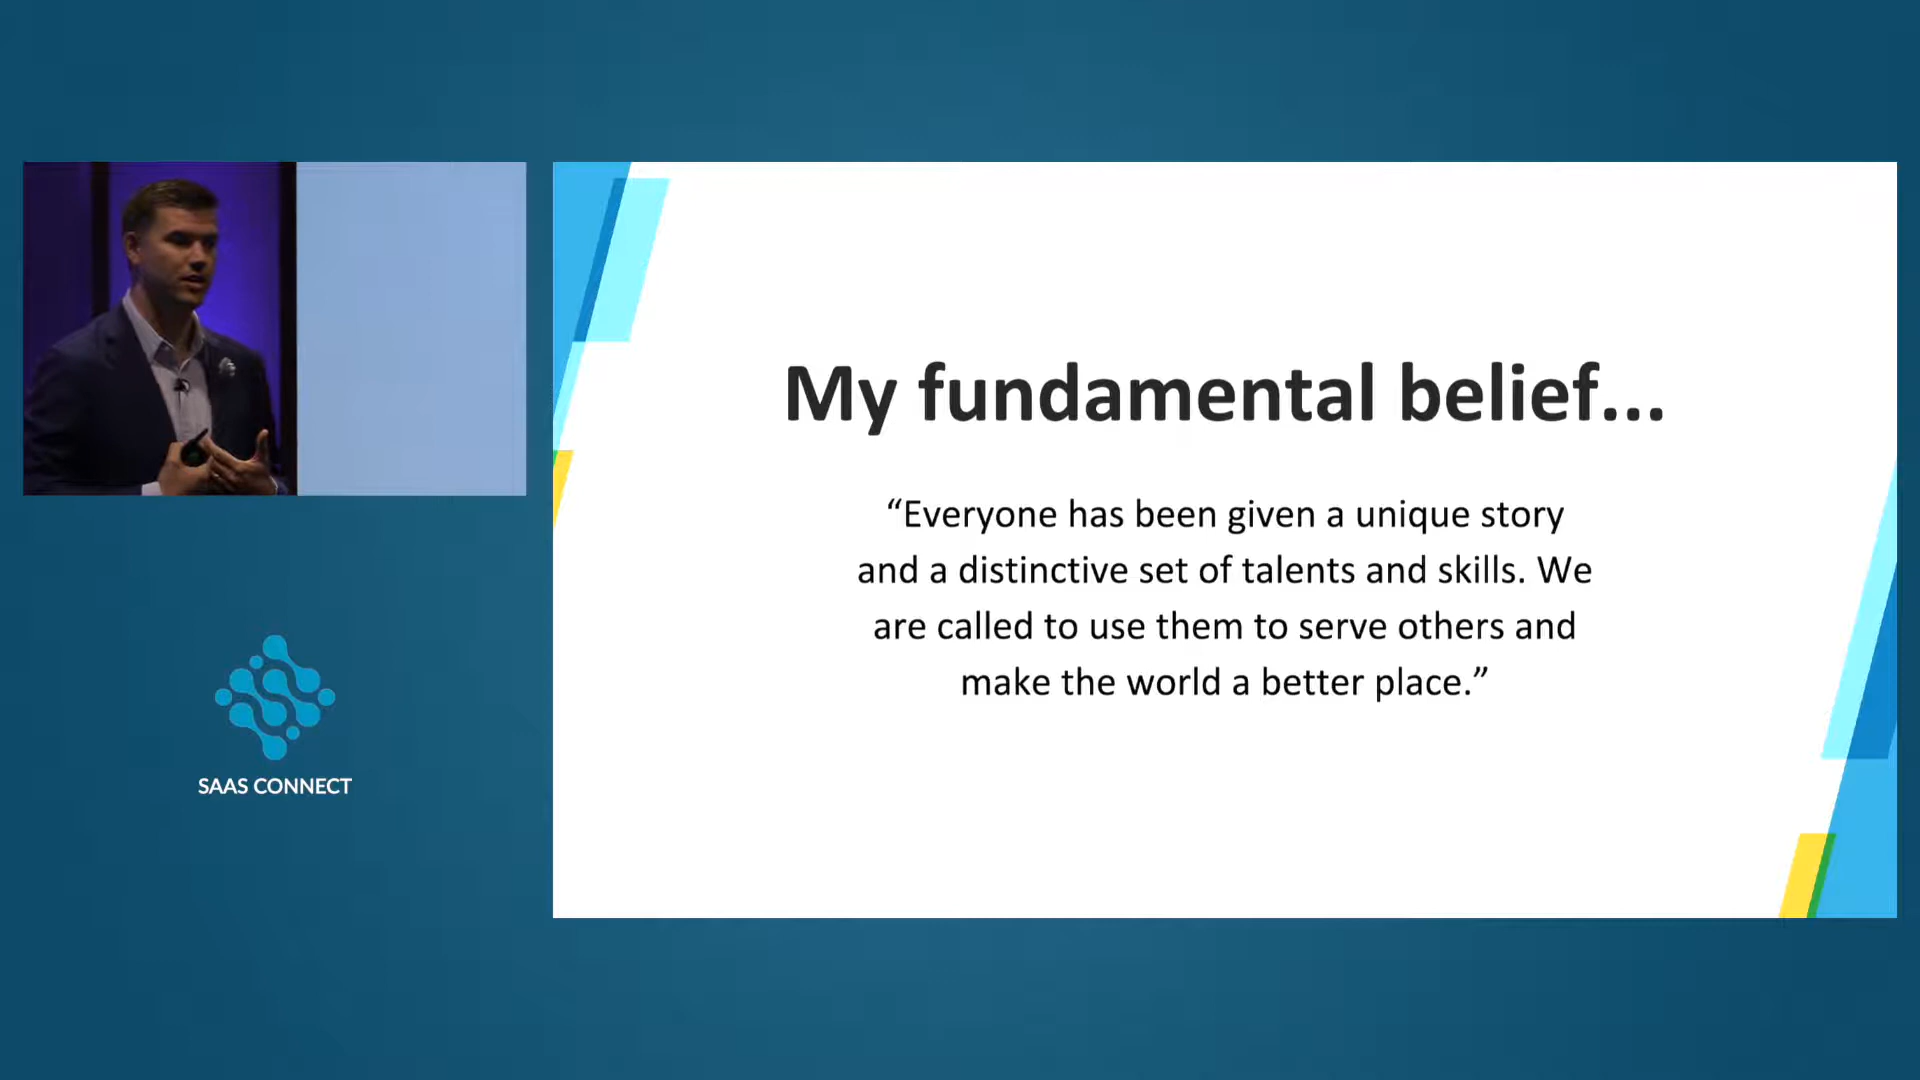 My fundamental belief...
“Everyone has been given a unique story
and a distinctive set of talents and skills. We
are called to use them to serve others and
make the world a better place.”
SAAS CONNECT